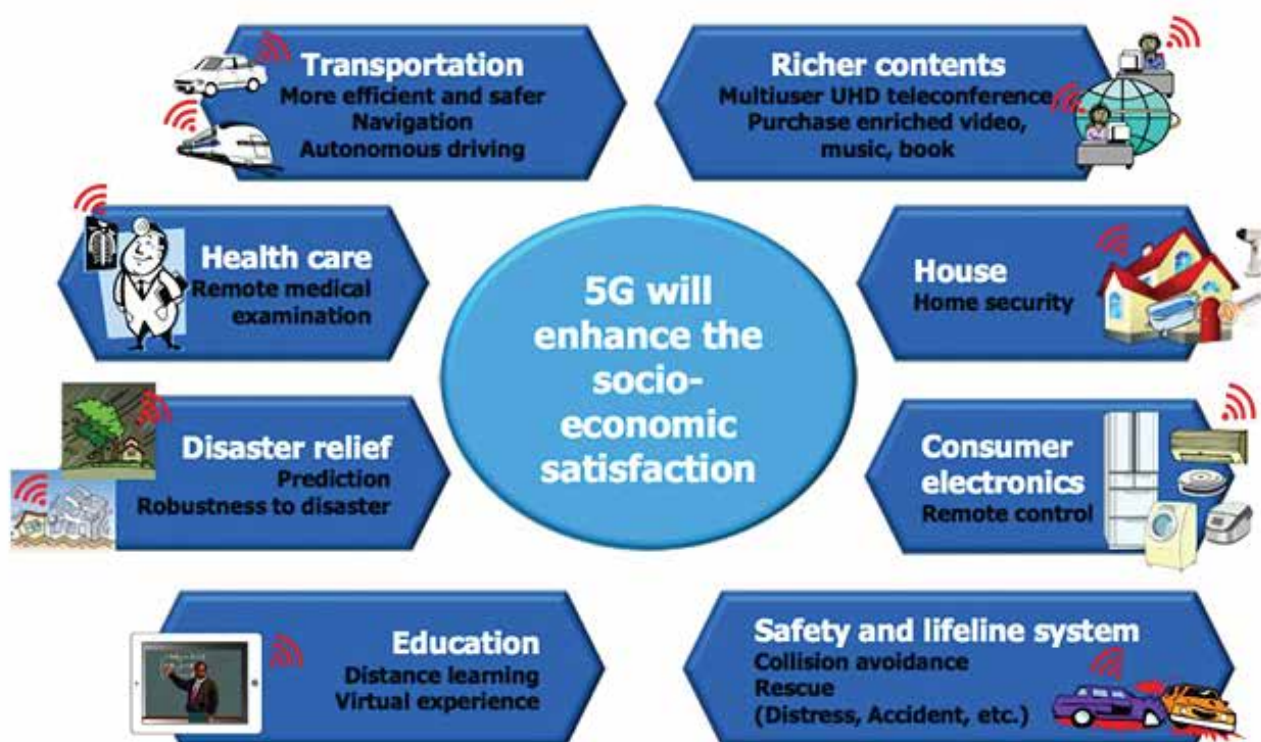 Transportation
More efficient and safer
Navigation
Autonomous driving
Richer contents
Multiuser UHD teleconference
Purchase enriched video,
music, book
Health care
Remote medical
examination
5G will
enhance the
socio-
economic
satisfaction
House
Home security
Disaster relief
Prediction
Robustness to disaster
Consumer
electronics
Remote control
Education
Distance learning
Virtual experience
Safety and lifeline system
Collision avoidance
Rescue
(Distress, Accident, etc.)